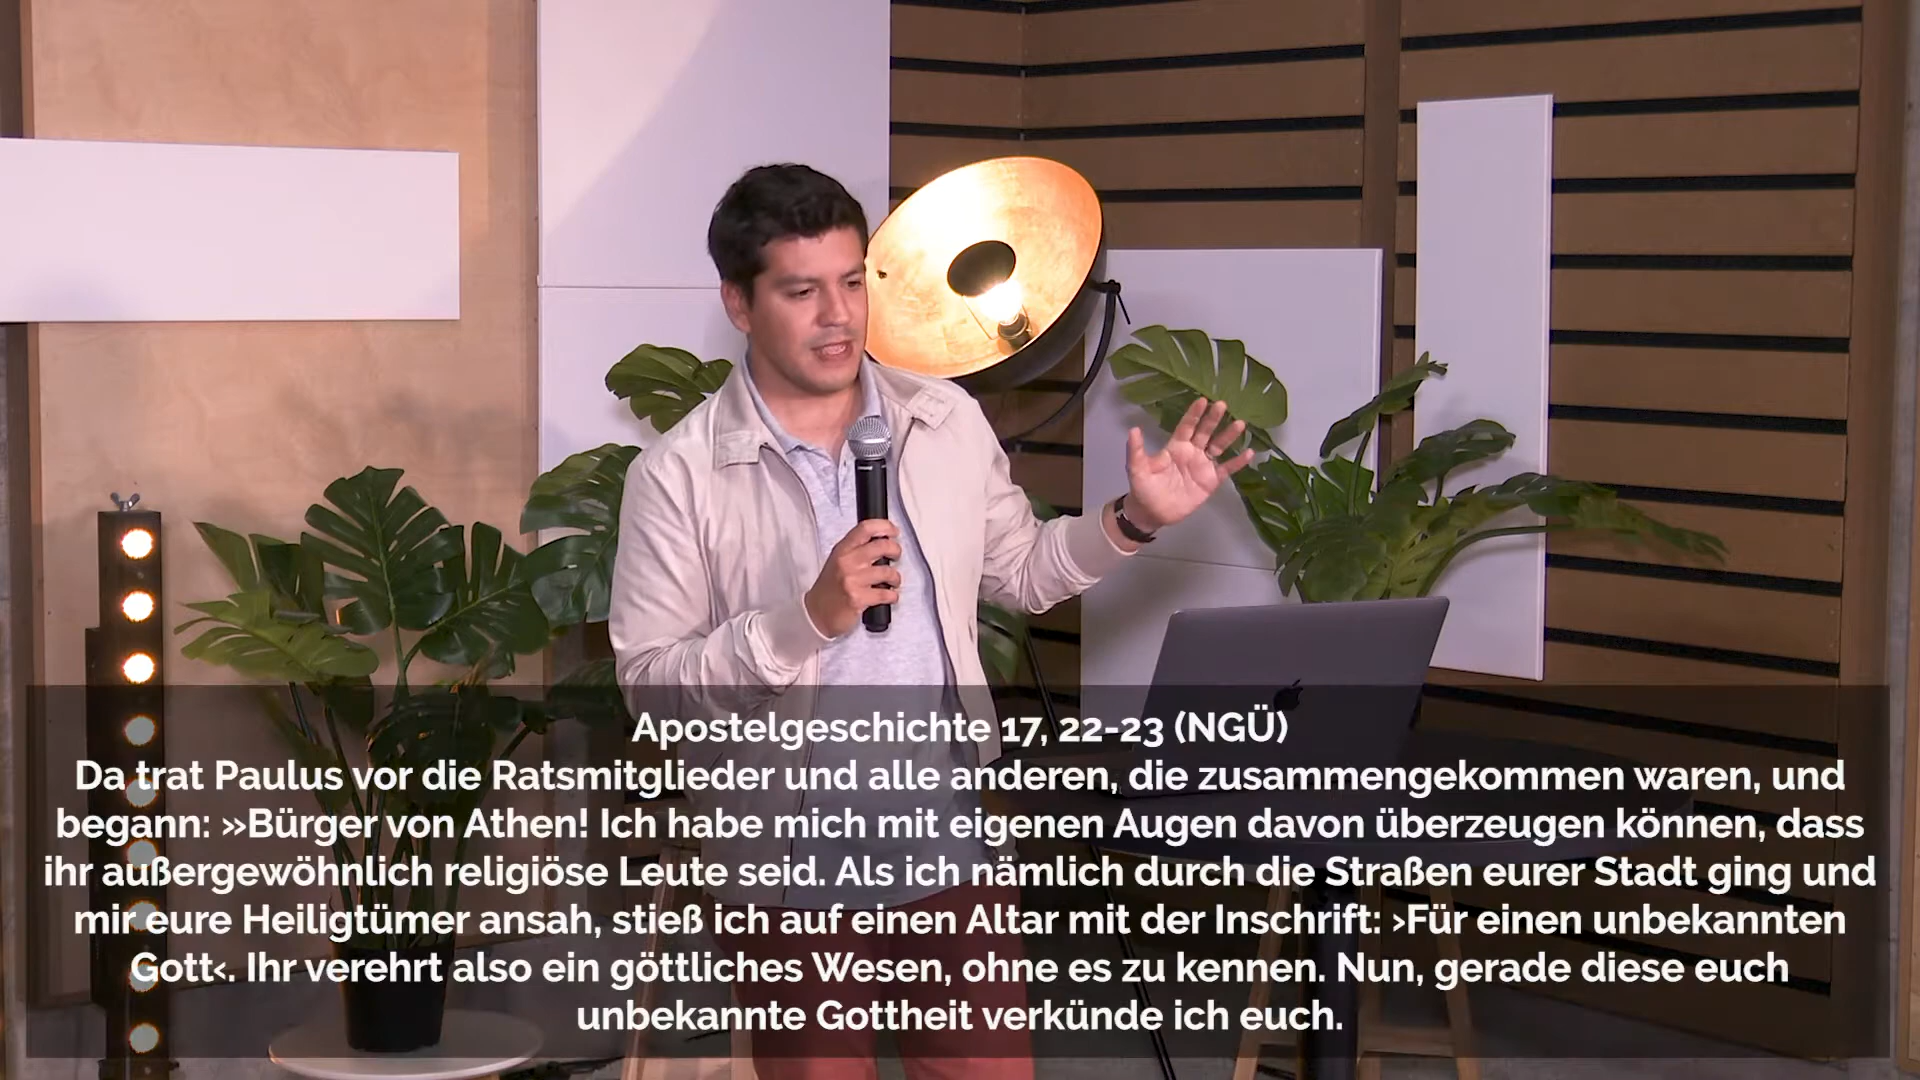 Apostelgeschichte 17, 22-23 (NGÜ)
Da trat Paulus vor die Ratsmitglieder und alle anderen, die zusammengekommen waren, und
begann: »Bürger von Athen! Ich habe mich mit eigenen Augen davon überzeugen können, dass
ihr außergewöhnlich religiöse Leute seid. Als ich nämlich durch die Straßen eurer Stadt ging und
mir eure Heiligtümer ansah, stieß ich auf einen Altar mit der Inschrift: ›Für einen unbekannten
Gott‹. Ihr verehrt also ein göttliches Wesen, ohne es zu kennen. Nun, gerade diese euch
unbekannte Gottheit verkünde ich euch.